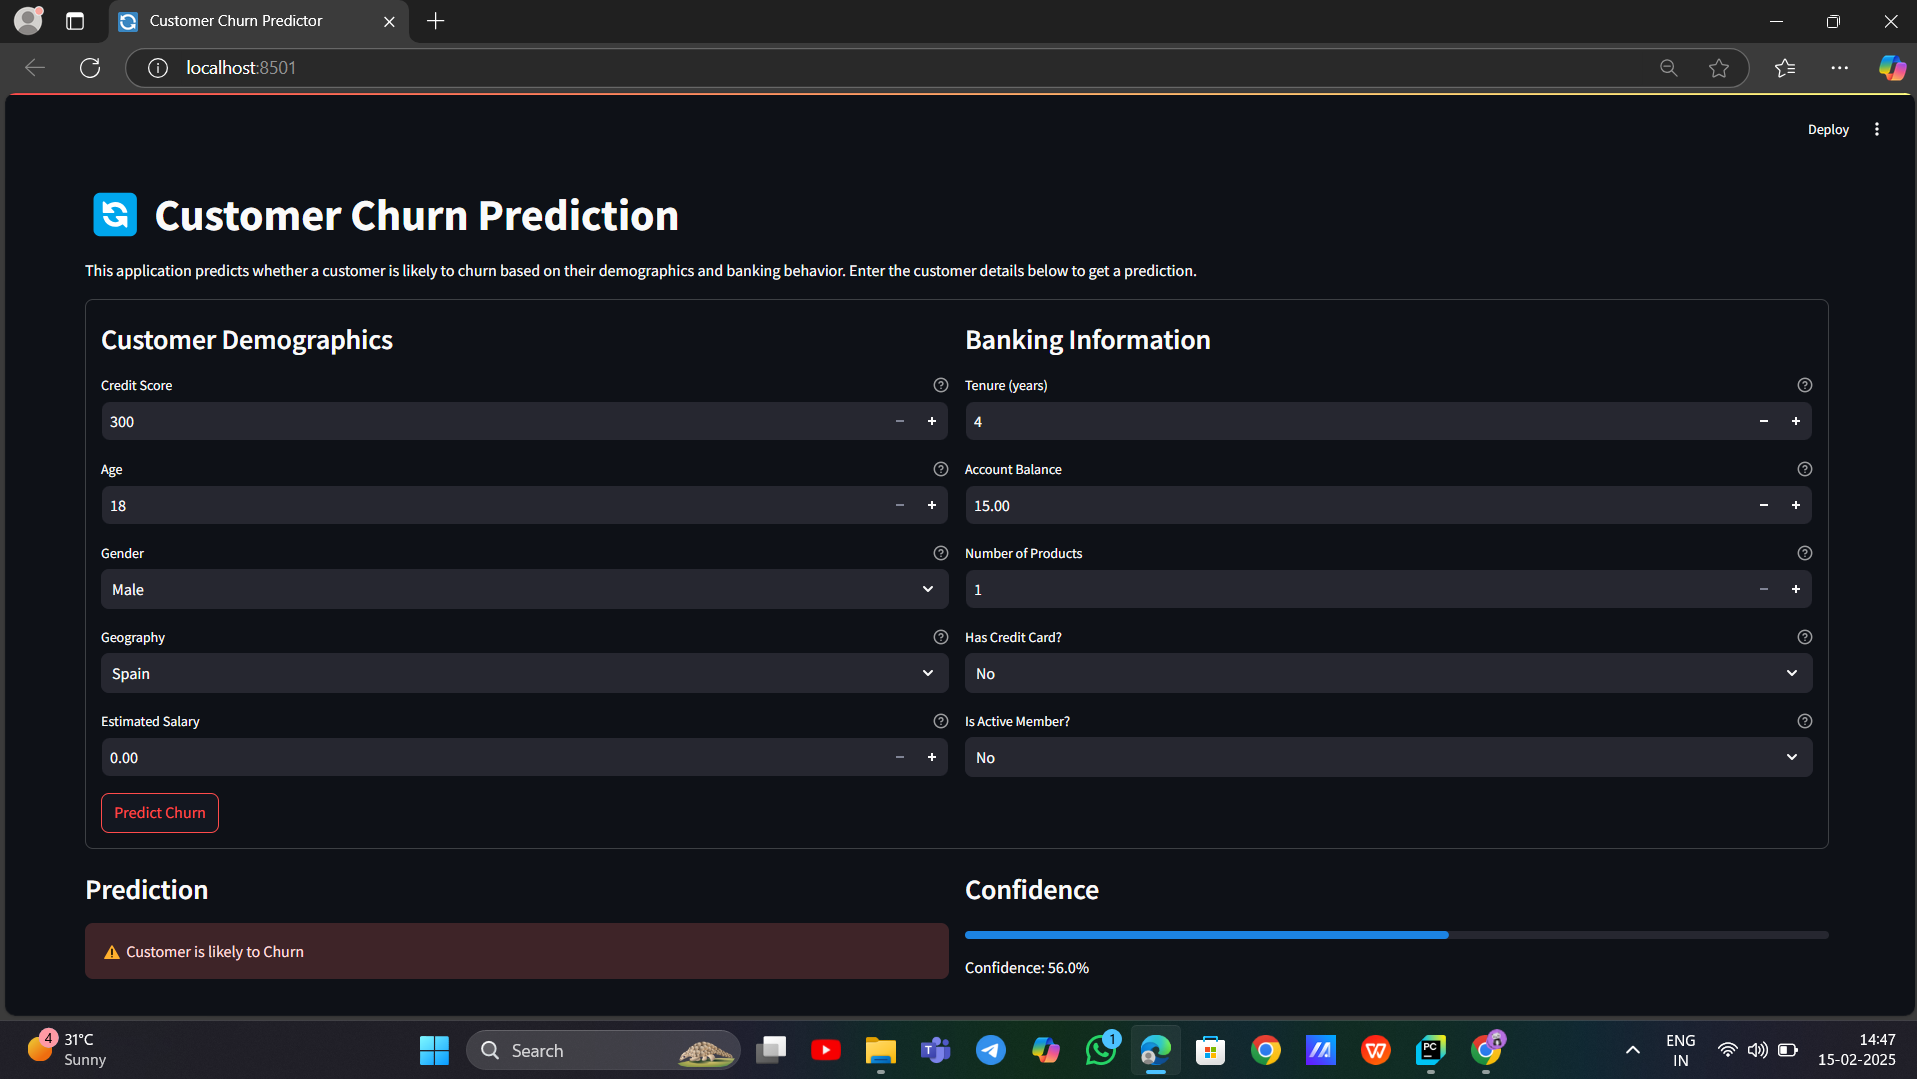 Customer Churn Predictor
localhost:8501
Deploy
Customer Churn Prediction
This application predicts whether a customer is likely to churn based on their demographics and banking behavior. Enter the customer details below to get a prediction.
Customer Demographics
Credit Score
300
Age
18
Gender
Male
Geography
Spain
Estimated Salary
0.00
Predict Churn
Banking Information
Tenure (years)
4
Account Balance
15.00
Number of Products
1
Has Credit Card?
No
Is Active Member?
No
Prediction
Customer is likely to Churn
Confidence
Confidence: 56.0%
4
31°C
Sunny
Search
1
PC
ENG
IN
14:47
15-02-2025